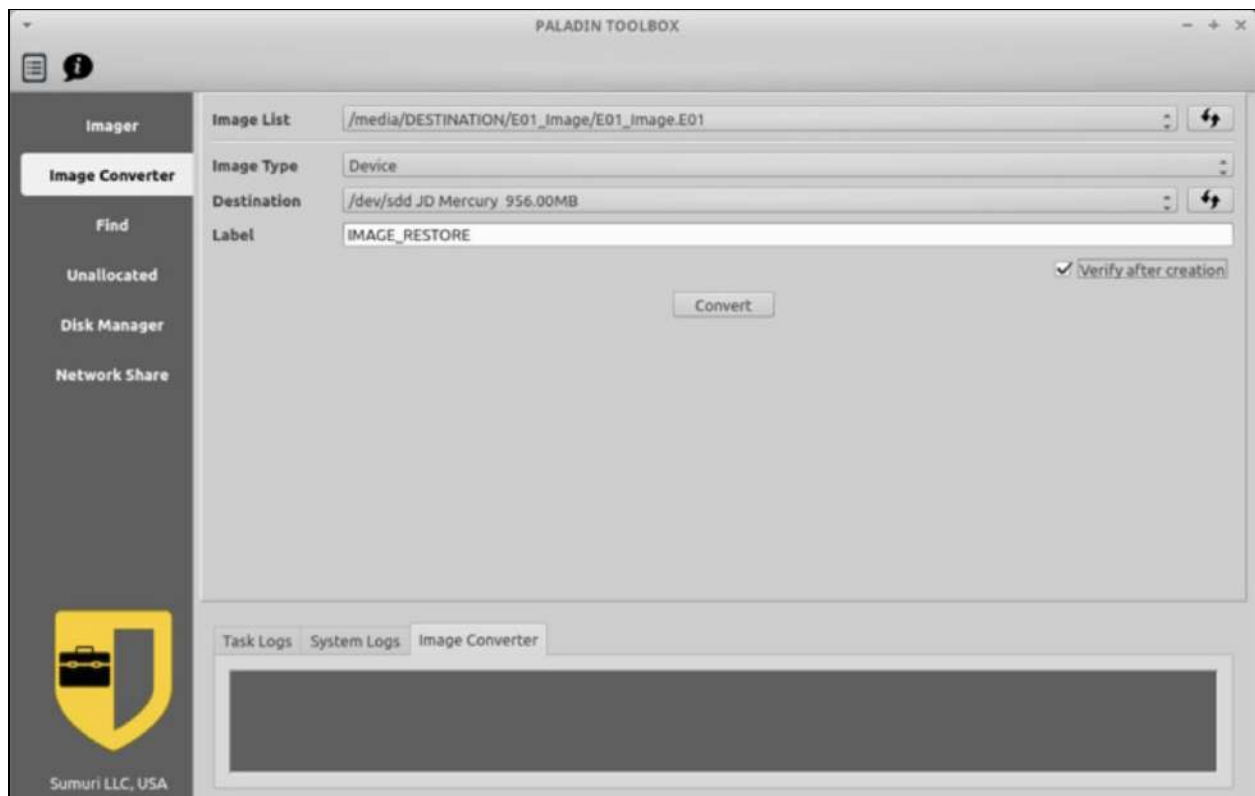 PALADIN TOOLBOX
Imager
Image Converter
Find
Unallocated
Disk Manager
Network Share
Image List /media/DESTINATION/E01_Image/E01_Image.E01
Image Type Device
Destination /dev/sdd JD Mercury 956.00MB
Label IMAGE_RESTORE
Verify after creation
Convert
Task Logs System Logs Image Converter
Sumuri LLC, USA